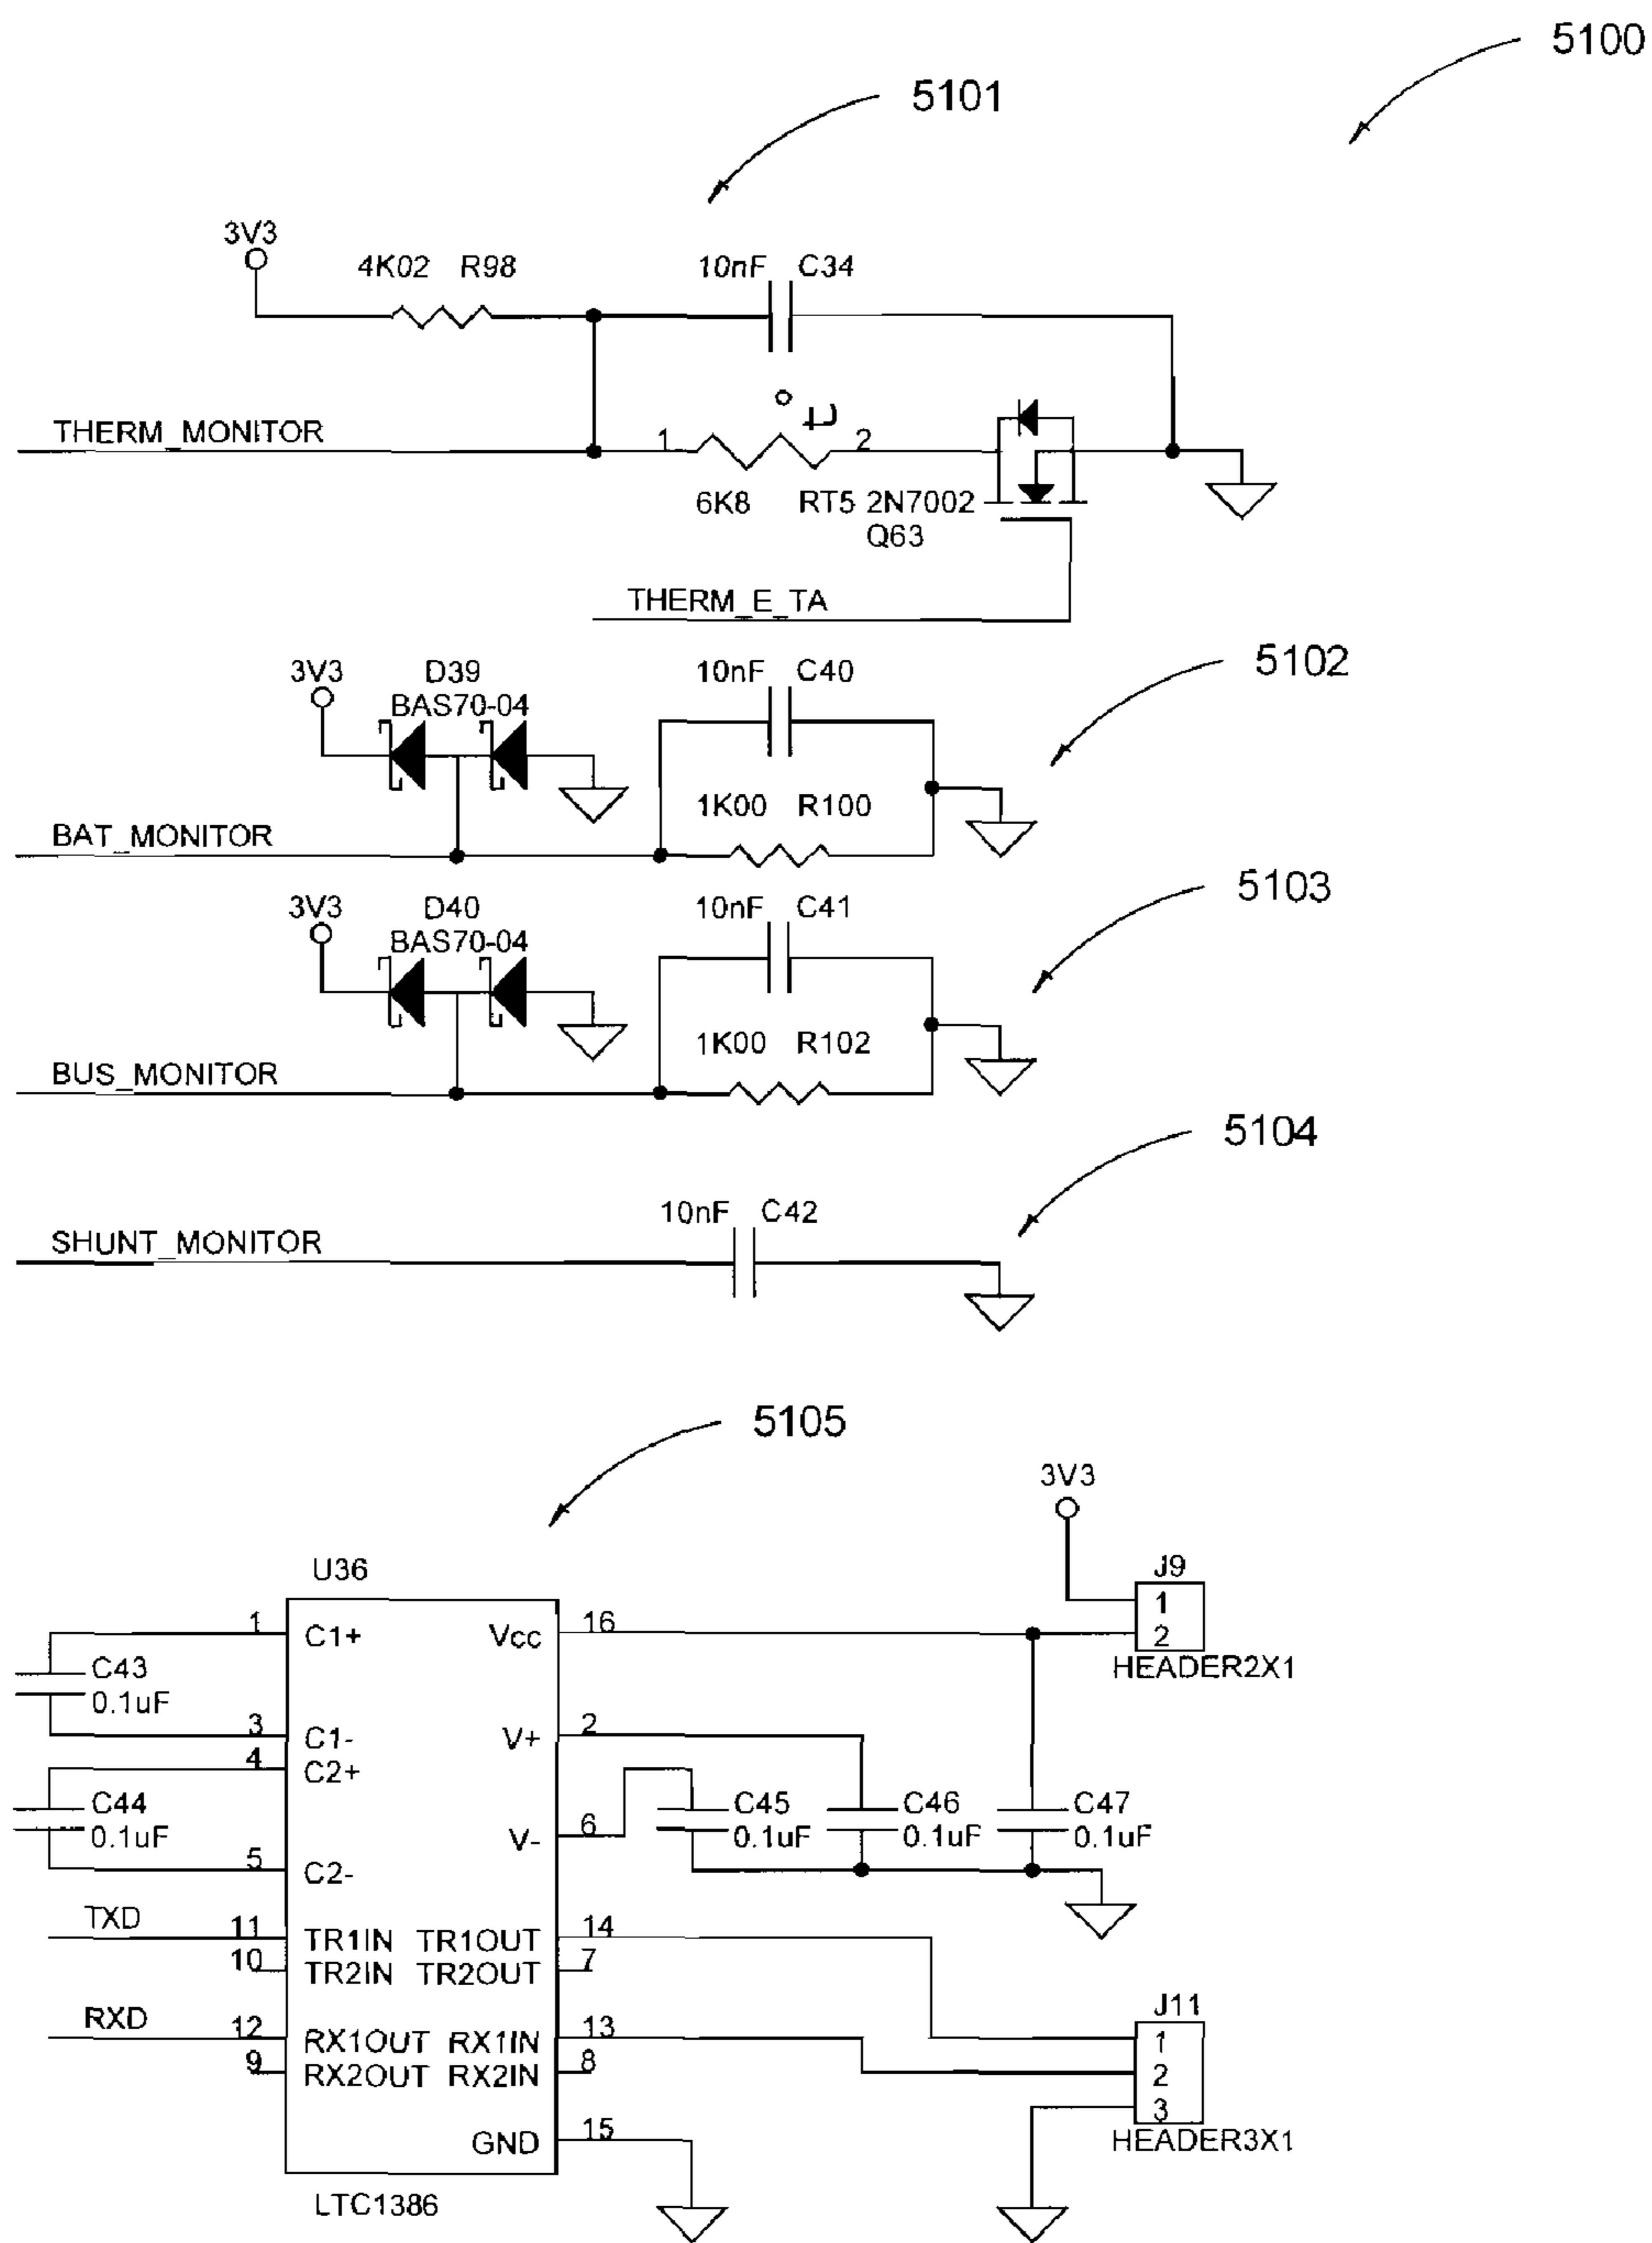 5100
5101
3V3
4K02 R98
10nF C34
THERM_MONITOR
1
2
6K8
RT5 2N7002
Q63
THERM_E_TA
5102
3V3
D39
BAS70-04
10nF C40
1K00 R100
BAT_MONITOR
5103
3V3
D40
BAS70-04
10nF C41
1K00 R102
BUS_MONITOR
5104
10nF C42
SHUNT_MONITOR
5105
3V3
U36
J9
1
2
HEADER2X1
1 C1+
Vcc 16
C43
0.1uF
3 C1-
V+ 2
4 C2+
C44
0.1uF
V- 6
C45
0.1uF
C46
0.1uF
C47
0.1uF
5 C2-
TXD
11 TR1IN TR1OUT 14
10 TR2IN TR2OUT 7
RXD
12 RX1OUT RX1IN 13
9 RX2OUT RX2IN 8
J11
1
2
3
HEADER3X1
GND 15
LTC1386